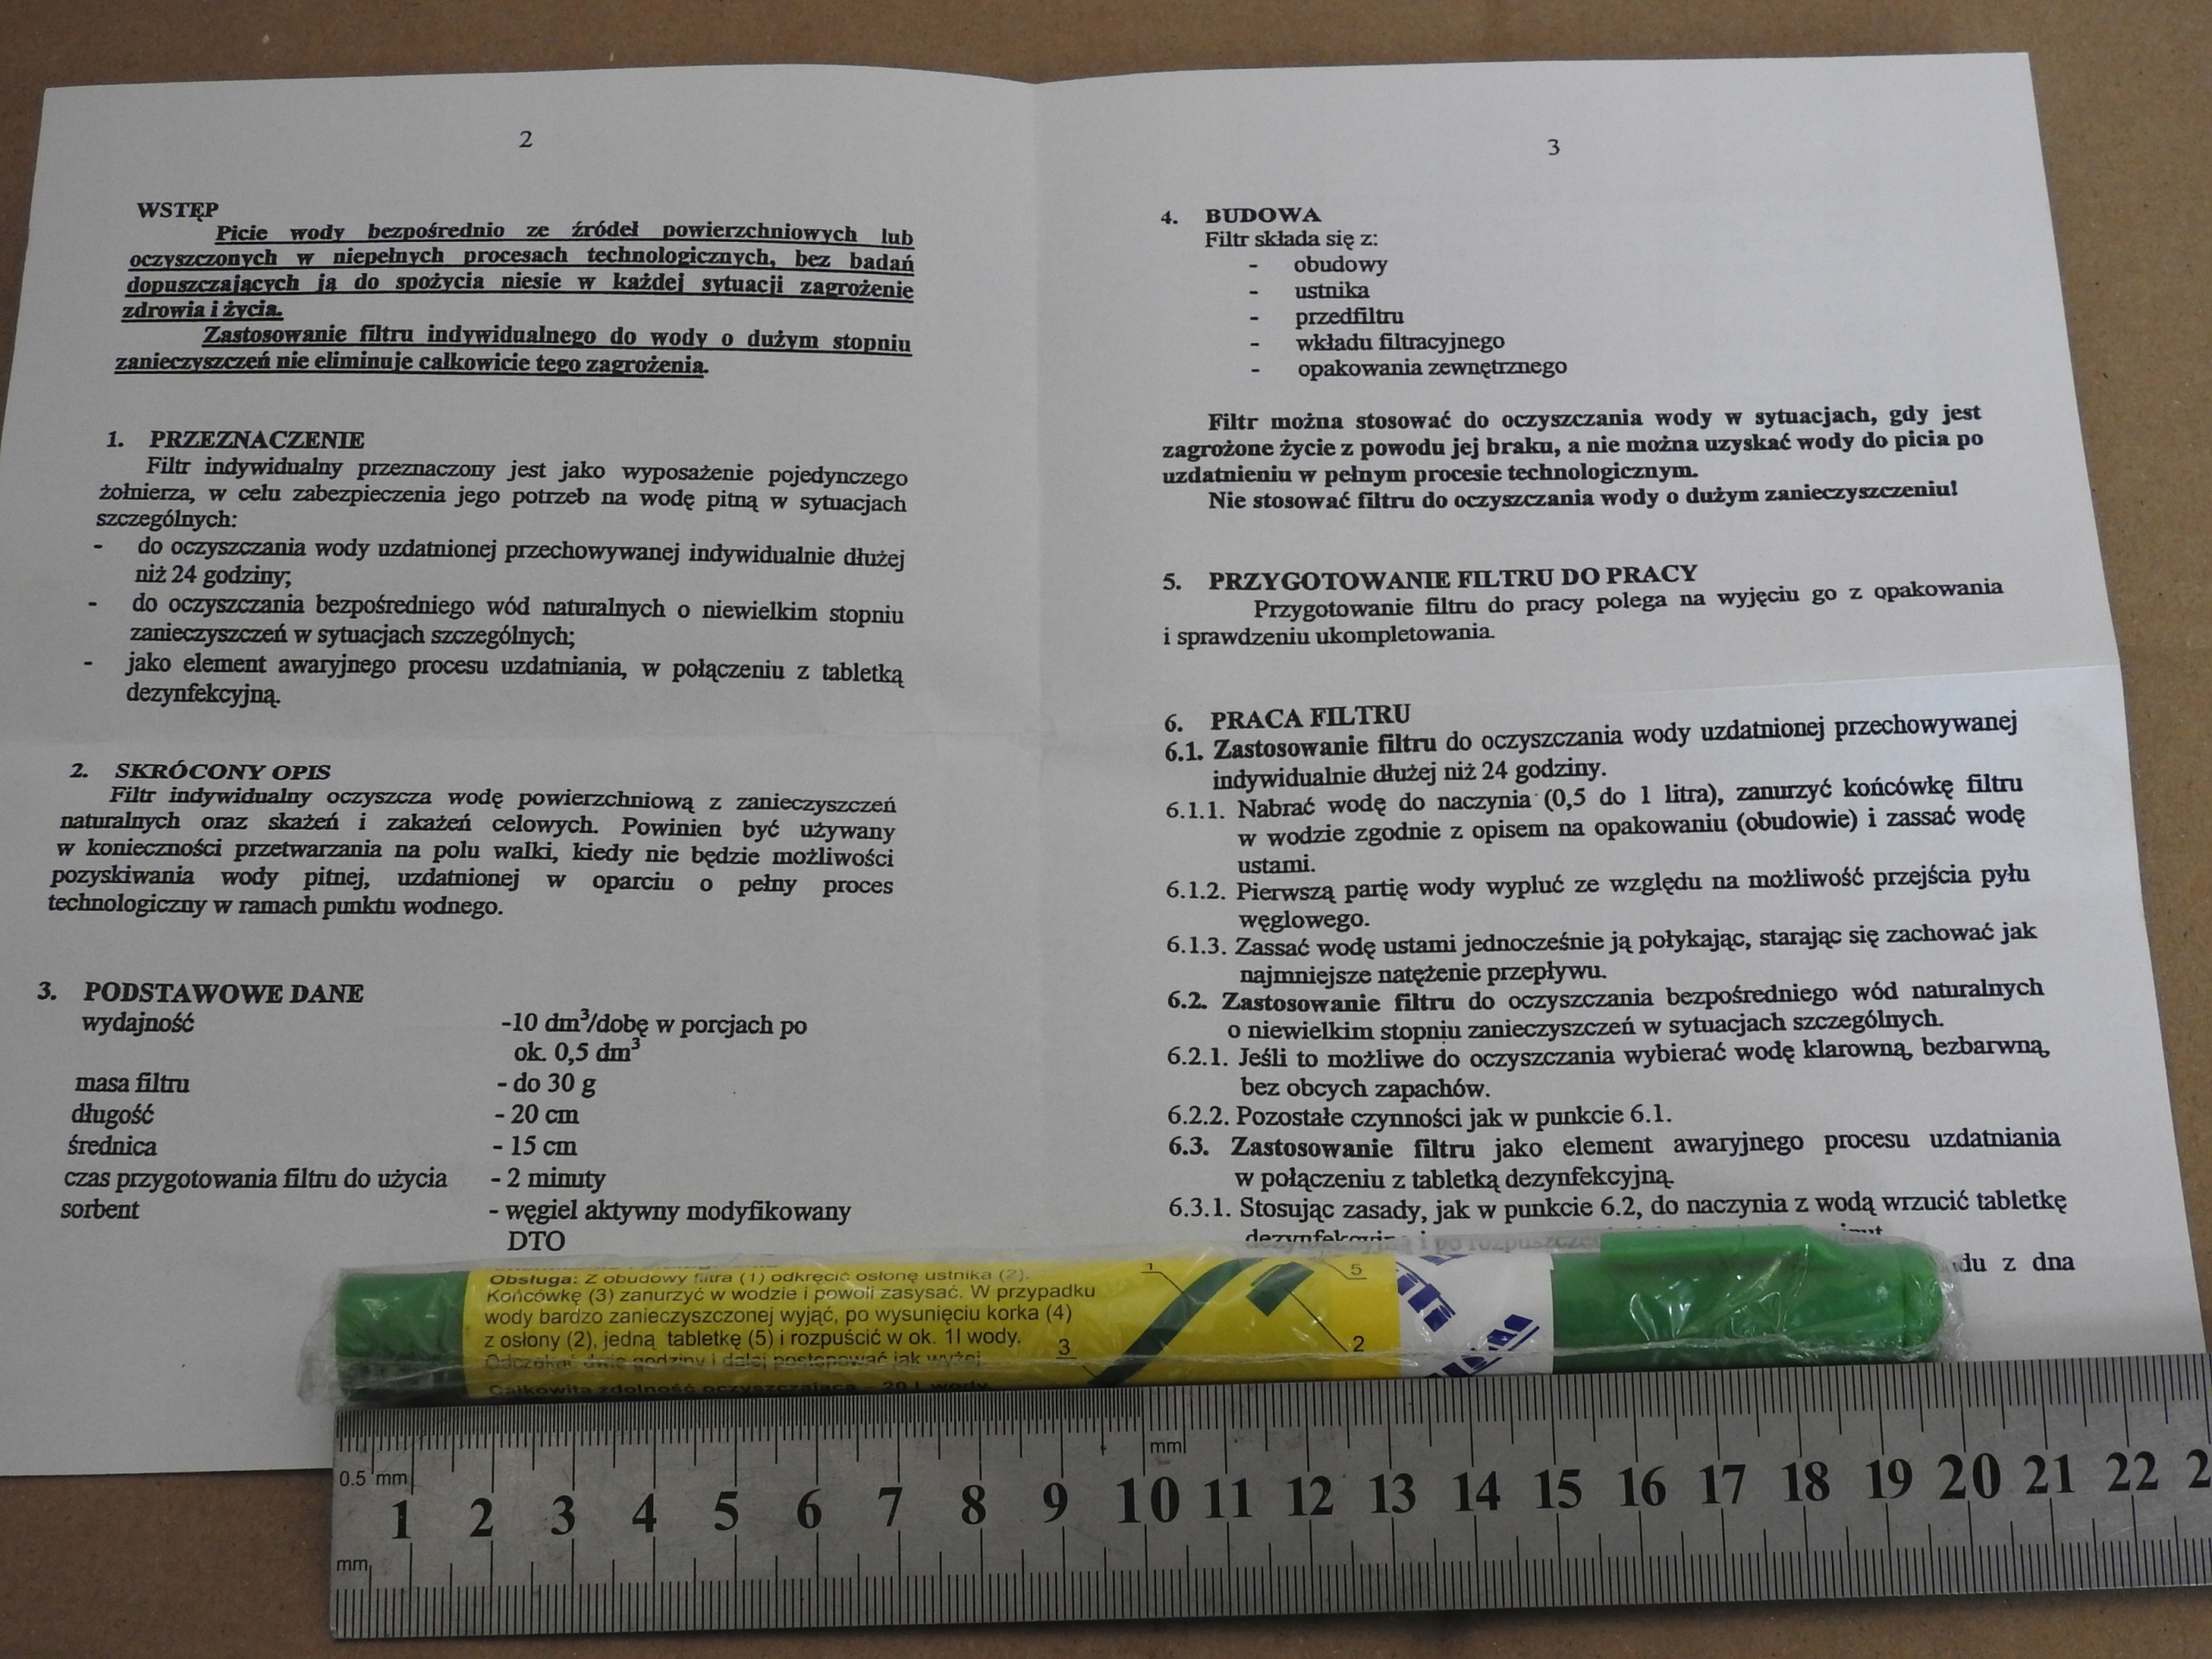 2
WSTĘP
Picie wody bezpośrednio ze źródeł powierzchniowych lub
oczyszczonych w niepełnych procesach technologicznych, bez badań
dopuszczających ją do spożycia niesie w każdej sytuacji zagrożenie
zdrowia i życia.
Zastosowanie filtru indywidualnego do wody o dużym stopniu
zanieczyszczeń nie eliminuje całkowicie tego zagrożenia.
1. PRZEZNACZENIE
Filtr indywidualny przeznaczony jest jako wyposażenie pojedynczego
żołnierza, w celu zabezpieczenia jego potrzeb na wodę pitną w sytuacjach
szczególnych:
- do oczyszczania wody uzdatnionej przechowywanej indywidualnie dłużej
niż 24 godziny;
- do oczyszczania bezpośredniego wód naturalnych o niewielkim stopniu
zanieczyszczeń w sytuacjach szczególnych;
- jako element awaryjnego procesu uzdatniania, w połączeniu z tabletką
dezynfekcyjną.
2. SKRÓCONY OPIS
Filtr indywidualny oczyszcza wodę powierzchniową z zanieczyszczeń
naturalnych oraz skażeń i zakażeń celowych. Powinien być używany
w konieczności przetwarzania na polu walki, kiedy nie będzie możliwości
pozyskiwania wody pitnej, uzdatnionej w oparciu o pełny proces
technologiczny w ramach punktu wodnego.
3. PODSTAWOWE DANE
wydajność -10 dm³/dobę w porcjach po
ok. 0,5 dm³
masa filtru - do 30 g
długość - 20 cm
średnica - 15 cm
czas przygotowania filtru do użycia - 2 minuty
sorbent - węgiel aktywny modyfikowany
DTO
3
4. BUDOWA
Filtr składa się z:
- obudowy
- ustnika
- przedfiltru
- wkładu filtracyjnego
- opakowania zewnętrznego
Filtr można stosować do oczyszczania wody w sytuacjach, gdy jest
zagrożone życie z powodu jej braku, a nie można uzyskać wody do picia po
uzdatnieniu w pełnym procesie technologicznym.
Nie stosować filtru do oczyszczania wody o dużym zanieczyszczeniu!
5. PRZYGOTOWANIE FILTRU DO PRACY
Przygotowanie filtru do pracy polega na wyjęciu go z opakowania
i sprawdzeniu ukompletowania.
6. PRACA FILTRU
6.1. Zastosowanie filtru do oczyszczania wody uzdatnionej przechowywanej
indywidualnie dłużej niż 24 godziny.
6.1.1. Nabrać wodę do naczynia (0,5 do 1 litra), zanurzyć końcówkę filtru
w wodzie zgodnie z opisem na opakowaniu (obudowie) i zassać wodę
ustami.
6.1.2. Pierwszą partię wody wypluć ze względu na możliwość przejścia pyłu
węglowego.
6.1.3. Zassać wodę ustami jednocześnie ją połykając, starając się zachować jak
najmniejsze natężenie przepływu.
6.2. Zastosowanie filtru do oczyszczania bezpośredniego wód naturalnych
o niewielkim stopniu zanieczyszczeń w sytuacjach szczególnych.
6.2.1. Jeśli to możliwe do oczyszczania wybierać wodę klarowną, bezbarwną,
bez obcych zapachów.
6.2.2. Pozostałe czynności jak w punkcie 6.1.
6.3. Zastosowanie filtru jako element awaryjnego procesu uzdatniania
w połączeniu z tabletką dezynfekcyjną.
6.3.1. Stosując zasady, jak w punkcie 6.2, do naczynia z wodą wrzucić tabletkę
dezynfekcyjną i po
z dna
Obsługa: Z obudowy filtra (1) odkręcić osłonę ustnika (2).
Końcówkę (3) zanurzyć w wodzie i powoli zasysać. W przypadku
wody bardzo zanieczyszczonej wyjąć, po wysunięciu korka (4)
z osłony (2), jedną tabletkę (5) i rozpuścić w ok. 1l wody.
Odczekać dwie godziny i dalej postępować jak wyżej.
Całkowita zdolność oczyszczająca - 20 l wody
1 5
3 2
mm
0.5 mm
1 2 3 4 5 6 7 8 9 10 11 12 13 14 15 16 17 18 19 20 21 22 2
mm